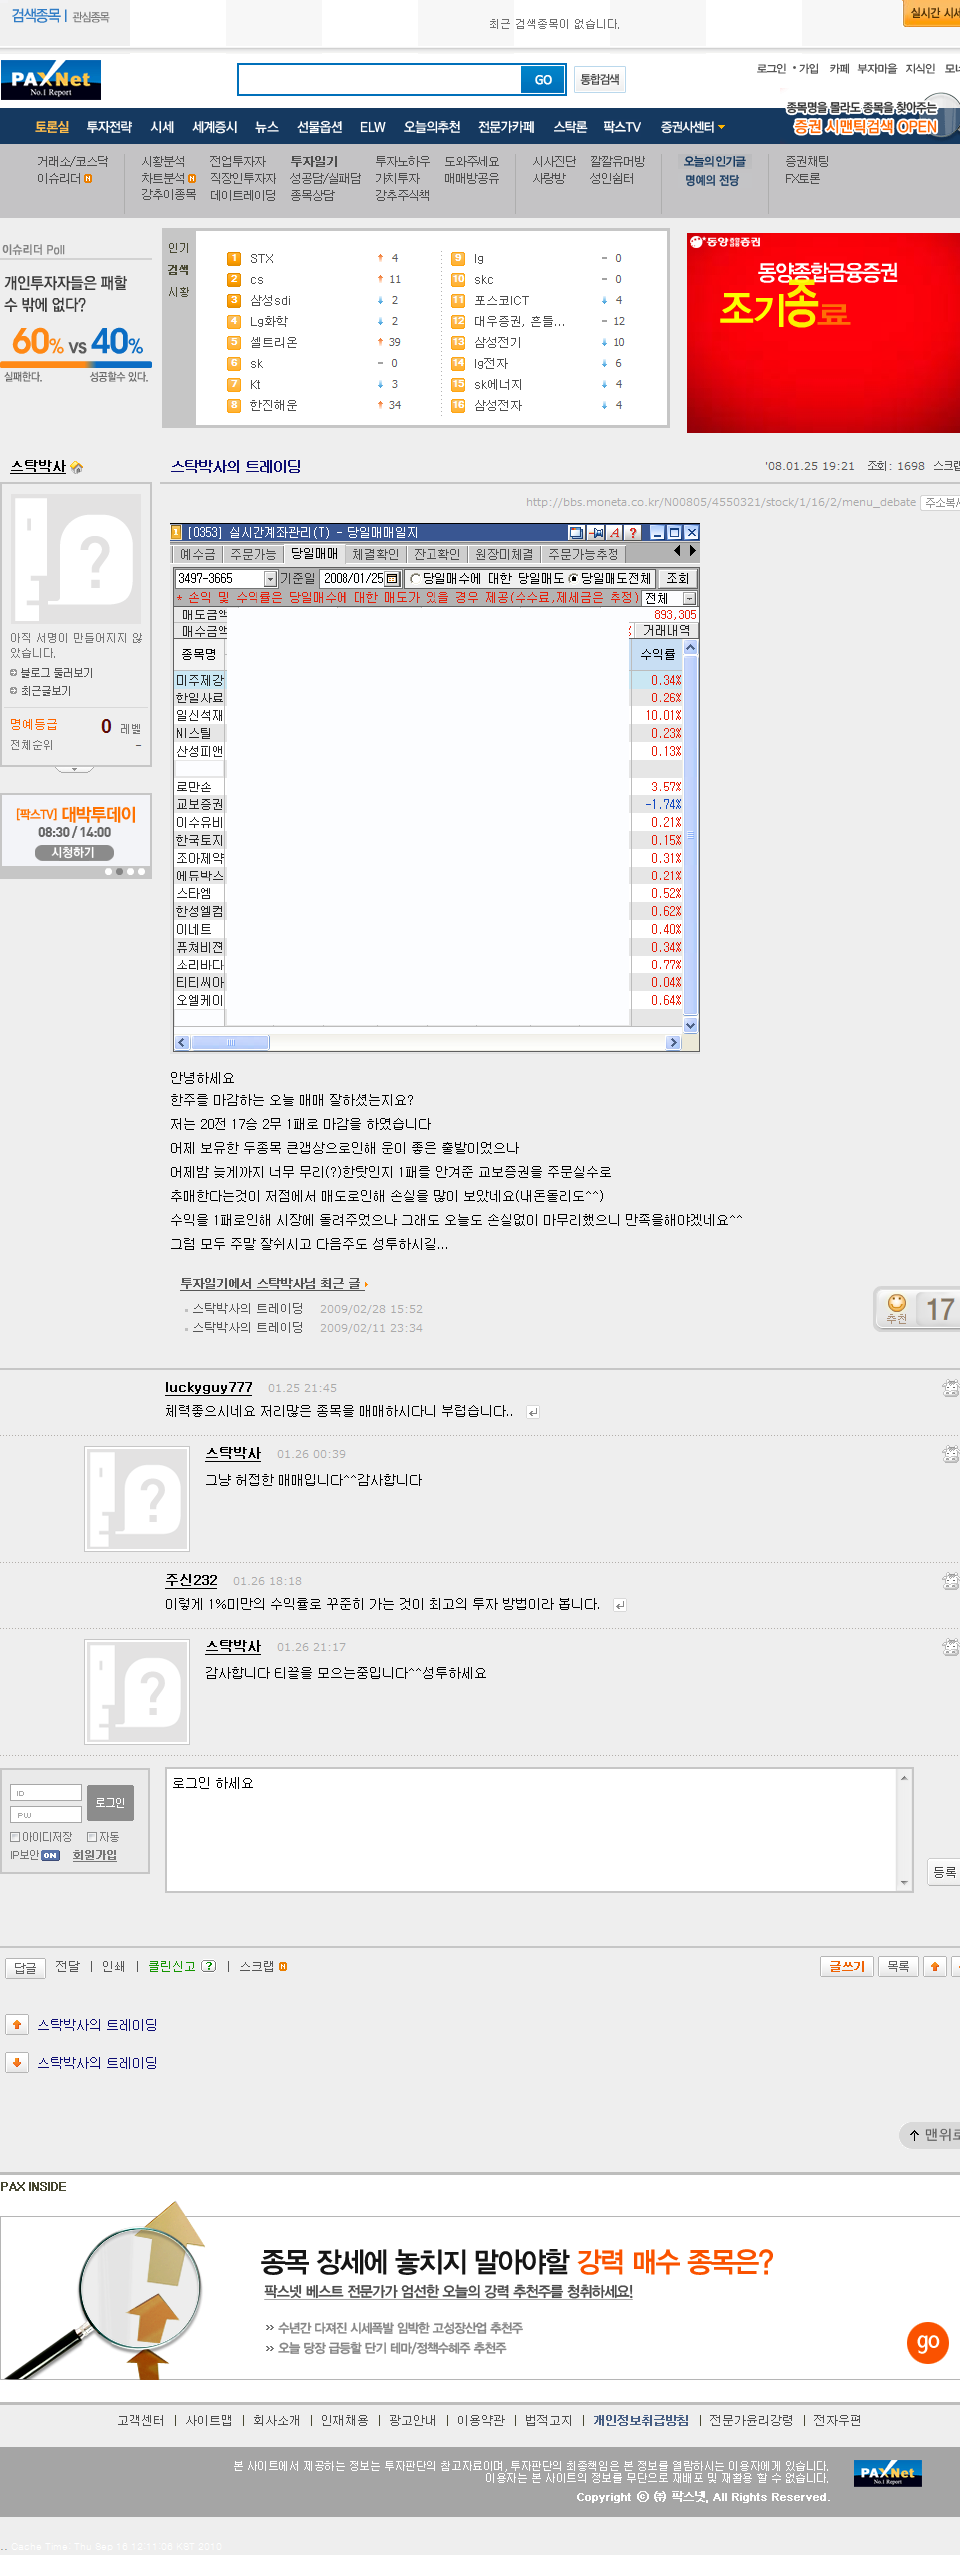 검색종목 | 관심종목
최근 검색종목이 없습니다.
실시간 시세
PAXNet
No.1 Report
GO
통합검색
로그인 • 가입 카페 부자마을 지식인
종목명을,몰라도 종목을,찾아주는
증권 시맨틱검색 OPEN
토론실 투자전략 시세 세계증시 뉴스 선물옵션 ELW 오늘의추천 전문가카페 스탁론 팍스TV 증권사센터
거래소/코스닥 시황분석 전업투자자 투자일기 투자노하우 도와주세요 시사진단 깔깔유머방 오늘의 인기글 증권채팅
이슈리더 N 차트분석 N 직장인투자자 성공담/실패담 가치투자 매매방공유 사랑방 성인쉼터 명예의 전당 FX토론
강추이종목 데이트레이딩 종목상담 강추주식책
이슈리더 Poll
개인투자자들은 패할
수 밖에 없다?
60% VS 40%
실패한다. 성공할수 있다.
인기
검색
시황
1 STX 4
2 cs 11
3 삼성sdi 2
4 Lg화학 2
5 셀트리온 39
6 sk 0
7 Kt 3
8 한진해운 34
9 lg 0
10 skc 0
11 포스코ICT 4
12 대우증권, 흔들... 12
13 삼성전기 10
14 lg전자 6
15 sk에너지 4
16 삼성전자 4
동양종합금융증권
동양종합금융증권
조기종료
스탁박사
스탁박사의 트레이딩
'08.01.25 19:21 조회: 1698 스크랩
http://bbs.moneta.co.kr/N00805/4550321/stock/1/16/2/menu_debate 주소복사
?
아직 서명이 만들어지지 않
았습니다.
블로그 둘러보기
최근글보기
명예등급 0 레벨
전체순위 -
[팍스TV] 대박투데이
08:30 / 14:00
시청하기
1 [0353] 실시간계좌관리(T) - 당일매매일지
예수금 주문가능 당일매매 체결확인 잔고확인 원장미체결 주문가능추정
3497-3665 기준일 2008/01/25 당일매수에 대한 당일매도 당일매도전체 조회
* 손익 및 수익률은 당일매수에 대한 매도가 있을 경우 제공(수수료,제세금은 추정) 전체
매도금액 893,305
매수금액 % 거래내역
종목명 수익률
미주제강 0.34%
한일사료 0.26%
일신석재 10.01%
NI스틸 0.23%
산성피앤 0.13%
로만손 3.57%
교보증권 -1.74%
이수유비 0.21%
한국토지 0.15%
조아제약 0.31%
에듀박스 0.21%
스타엠 0.52%
한성엘컴 0.62%
이네트 0.40%
퓨쳐비젼 0.34%
소리바다 0.77%
티티씨아 0.04%
오엘케이 0.64%
안녕하세요
한주를 마감하는 오늘 매매 잘하셨는지요?
저는 20전 17승 2무 1패로 마감을 하였습니다
어제 보유한 두종목 큰갭상으로인해 운이 좋은 출발이었으나
어제밤 늦게까지 너무 무리(?)한탓인지 1패를 안겨준 교보증권을 주문실수로
추매한다는것이 저점에서 매도로인해 손실을 많이 보았네요(내돈돌리도^^)
수익을 1패로인해 시장에 돌려주었으나 그래도 오늘도 손실없이 마무리했으니 만족을해야겠네요^^
그럼 모두 주말 잘쉬시고 다음주도 성투하시길...
투자일기에서 스탁박사님 최근 글
스탁박사의 트레이딩 2009/02/28 15:52
스탁박사의 트레이딩 2009/02/11 23:34
추천 17
luckyguy777 01.25 21:45
체력좋으시네요 저리많은 종목을 매매하시다니 부럽습니다..
?
스탁박사 01.26 00:39
그냥 허접한 매매입니다^^감사합니다
주신232 01.26 18:18
이렇게 1%미만의 수익률로 꾸준히 가는 것이 최고의 투자 방법이라 봅니다.
?
스탁박사 01.26 21:17
감사합니다 티끌을 모으는중입니다^^성투하세요
ID
PW
로그인
아이디저장 자동
IP보안 ON 회원가입
로그인 하세요
등록
답글 전달 | 인쇄 | 클린신고 ? | 스크랩 N
글쓰기 목록
스탁박사의 트레이딩
스탁박사의 트레이딩
맨위로
PAX INSIDE
종목 장세에 놓치지 말아야할 강력 매수 종목은?
팍스넷 베스트 전문가가 엄선한 오늘의 강력 추천주를 청취하세요!
» 수년간 다져진 시세폭발 임박한 고성장산업 추천주
» 오늘 당장 급등할 단기 테마/정책수혜주 추천주
go
고객센터 | 사이트맵 | 회사소개 | 인재채용 | 광고안내 | 이용약관 | 법적고지 | 개인정보취급방침 | 전문가윤리강령 | 전자우편
본 사이트에서 제공하는 정보는 투자판단의 참고자료이며, 투자판단의 최종책임은 본 정보를 열람하시는 이용자에게 있습니다.
이용자는 본 사이트의 정보를 무단으로 재배포 및 재활용 할 수 없습니다.
Copyright ⓒ ㈜ 팍스넷, All Rights Reserved.
PAXNet
No.1 Report
.. Cache Time: Thu Sep 16 10:11:06 KST 2010